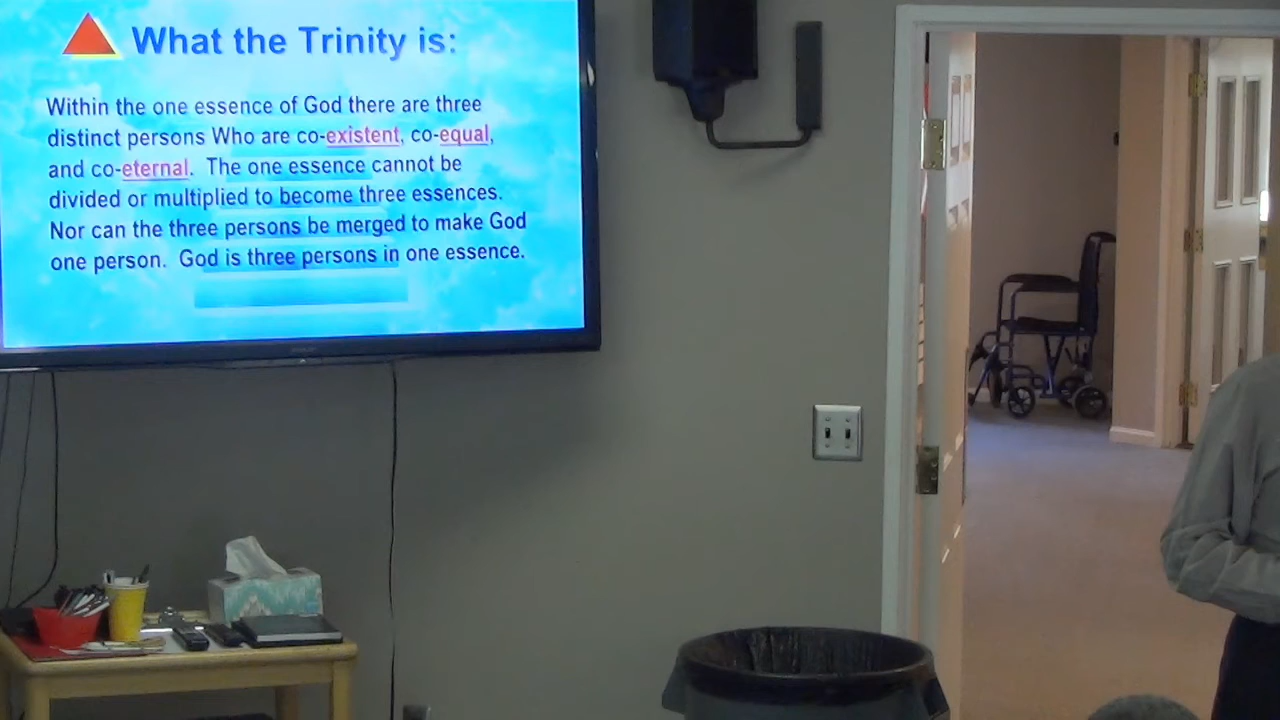 What the Trinity is:
Within the one essence of God there are three
distinct persons Who are co-existent, co-equal,
and co-eternal. The one essence cannot be
divided or multiplied to become three essences.
Nor can the three persons be merged to make God
one person. God is three persons in one essence.